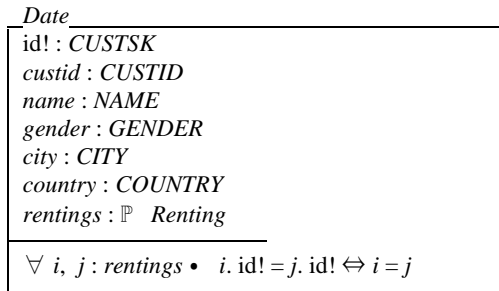 Date
id! : CUSTSK
custid : CUSTID
name : NAME
gender : GENDER
city : CITY
country : COUNTRY
rentings : ℙ Renting
∀ i, j : rentings • i. id! = j. id! ⇔ i = j